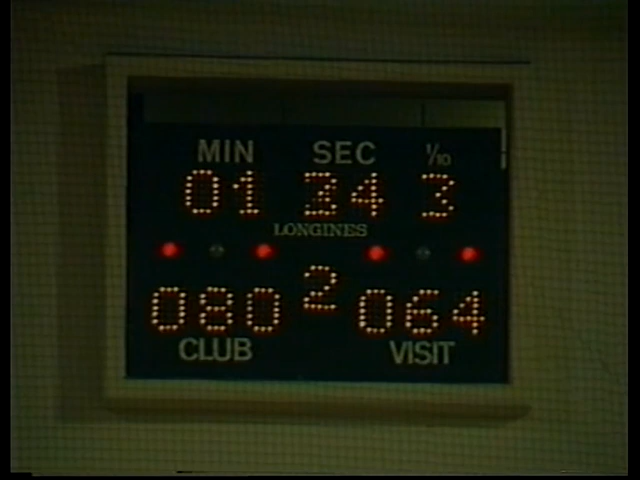 MIN SEC 1/10
01 34 3
LONGINES
080 2 064
CLUB VISIT